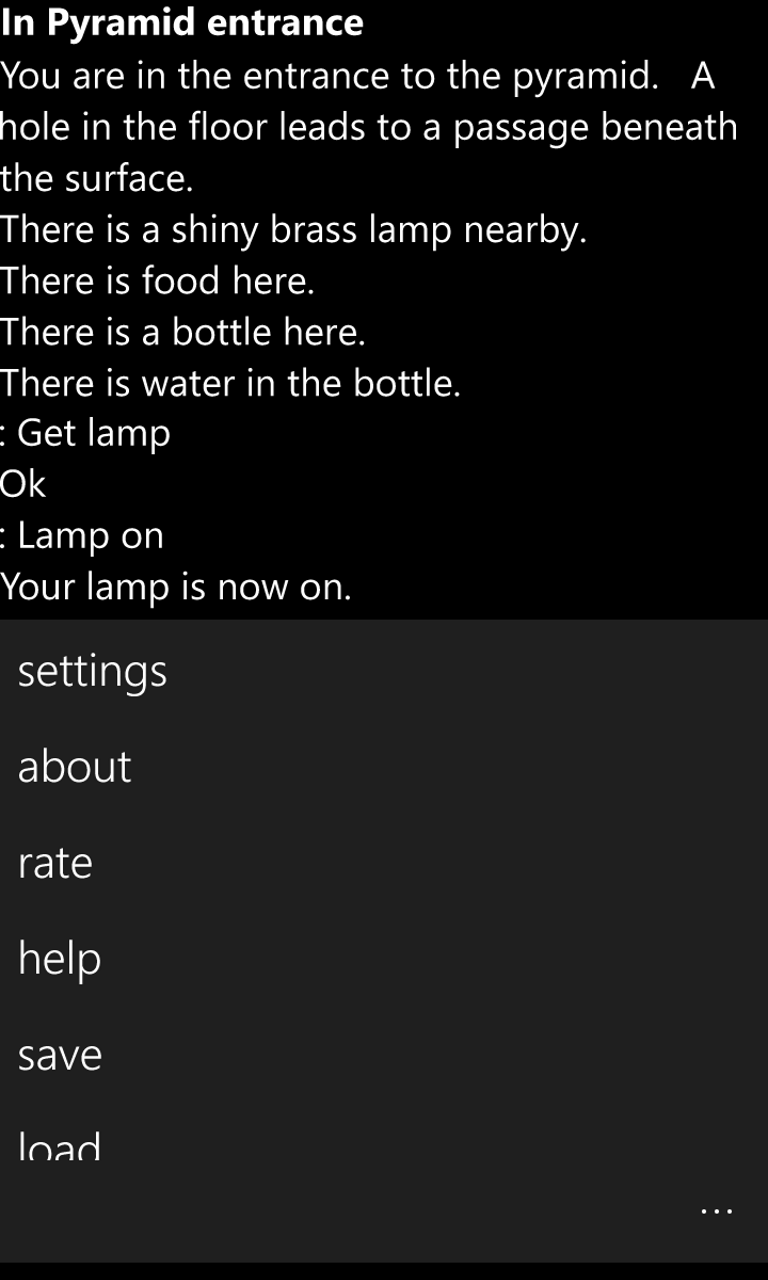 In Pyramid entrance
You are in the entrance to the pyramid.   A
hole in the floor leads to a passage beneath
the surface.
There is a shiny brass lamp nearby.
There is food here.
There is a bottle here.
There is water in the bottle.
: Get lamp
Ok
: Lamp on
Your lamp is now on.
settings
about
rate
help
save
load
...